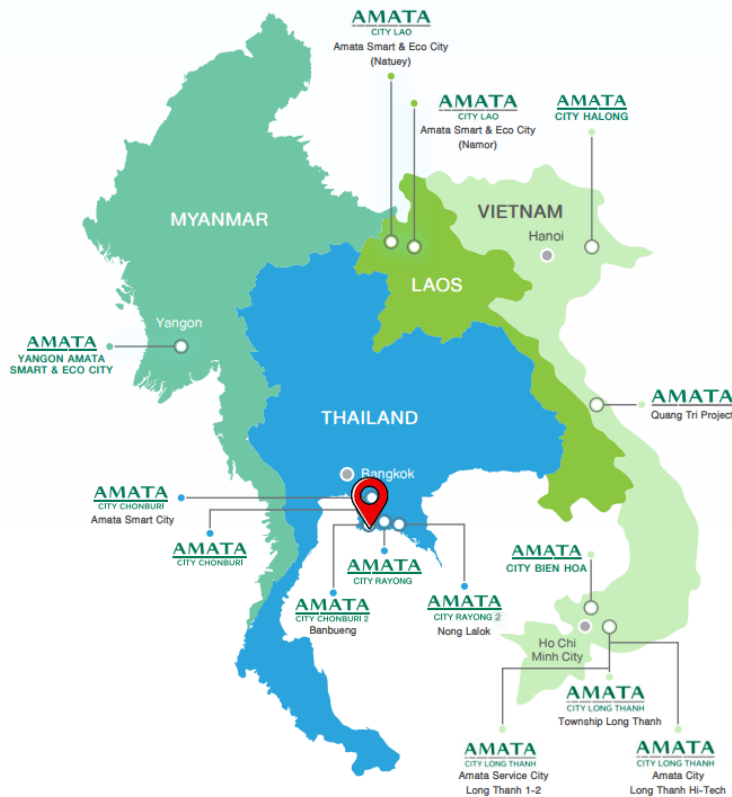 AMATA
CITY LAO
Amata Smart & Eco City
(Natuey)
AMATA
CITY LAO
Amata Smart & Eco City
(Namor)
AMATA
CITY HALONG
MYANMAR
VIETNAM
Hanoi
LAOS
Yangon
AMATA
YANGON AMATA
SMART & ECO CITY
AMATA
Quang Tri Project
THAILAND
Bangkok
AMATA
CITY CHONBURI
Amata Smart City
AMATA
CITY CHONBURI
AMATA
CITY RAYONG
AMATA
CITY CHONBURI 2
Banbueng
AMATA
CITY RAYONG 2
Nong Lalok
AMATA
CITY BIEN HOA
Ho Chi
Minh City
AMATA
CITY LONG THANH
Township Long Thanh
AMATA
CITY LONG THANH
Amata Service City
Long Thanh 1-2
AMATA
CITY LONG THANH
Amata City
Long Thanh Hi-Tech